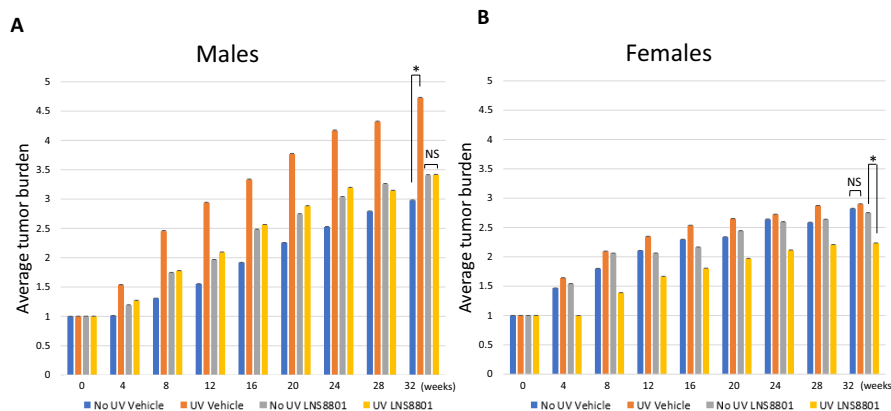 A
Males
Average tumor burden
5
4.5
4
3.5
3
2.5
2
1.5
1
0.5
0
*
NS
0 4 8 12 16 20 24 28 32 (weeks)
No UV Vehicle UV Vehicle No UV LNS8801 UV LNS8801
B
Females
Average tumor burden
5
4.5
4
3.5
3
2.5
2
1.5
1
0.5
0
NS
*
0 4 8 12 16 20 24 28 32 (weeks)
No UV Vehicle UV Vehicle No UV LNS8801 UV LNS8801